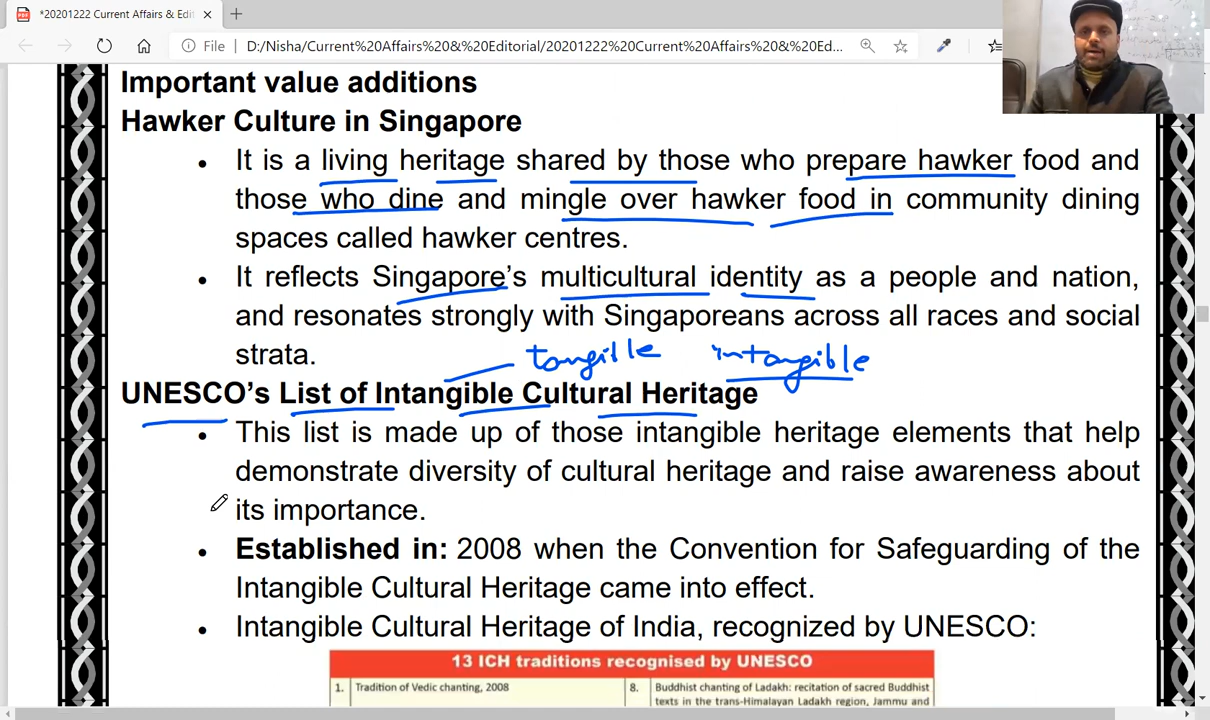 *20201222 Current Affairs & Edit
File D:/Nisha/Current%20Affairs%20&%20Editorial/20201222%20Current%20Affairs%20&%20Ed...
Important value additions
Hawker Culture in Singapore
• It is a living heritage shared by those who prepare hawker food and
those who dine and mingle over hawker food in community dining
spaces called hawker centres.
• It reflects Singapore's multicultural identity as a people and nation,
and resonates strongly with Singaporeans across all races and social
strata.
tangible intangible
UNESCO's List of Intangible Cultural Heritage
• This list is made up of those intangible heritage elements that help
demonstrate diversity of cultural heritage and raise awareness about
its importance.
• Established in: 2008 when the Convention for Safeguarding of the
Intangible Cultural Heritage came into effect.
• Intangible Cultural Heritage of India, recognized by UNESCO:
13 ICH traditions recognised by UNESCO
1. Tradition of Vedic chanting, 2008
8. Buddhist chanting of Ladakh: recitation of sacred Buddhist
texts in the trans-Himalayan Ladakh region, Jammu and